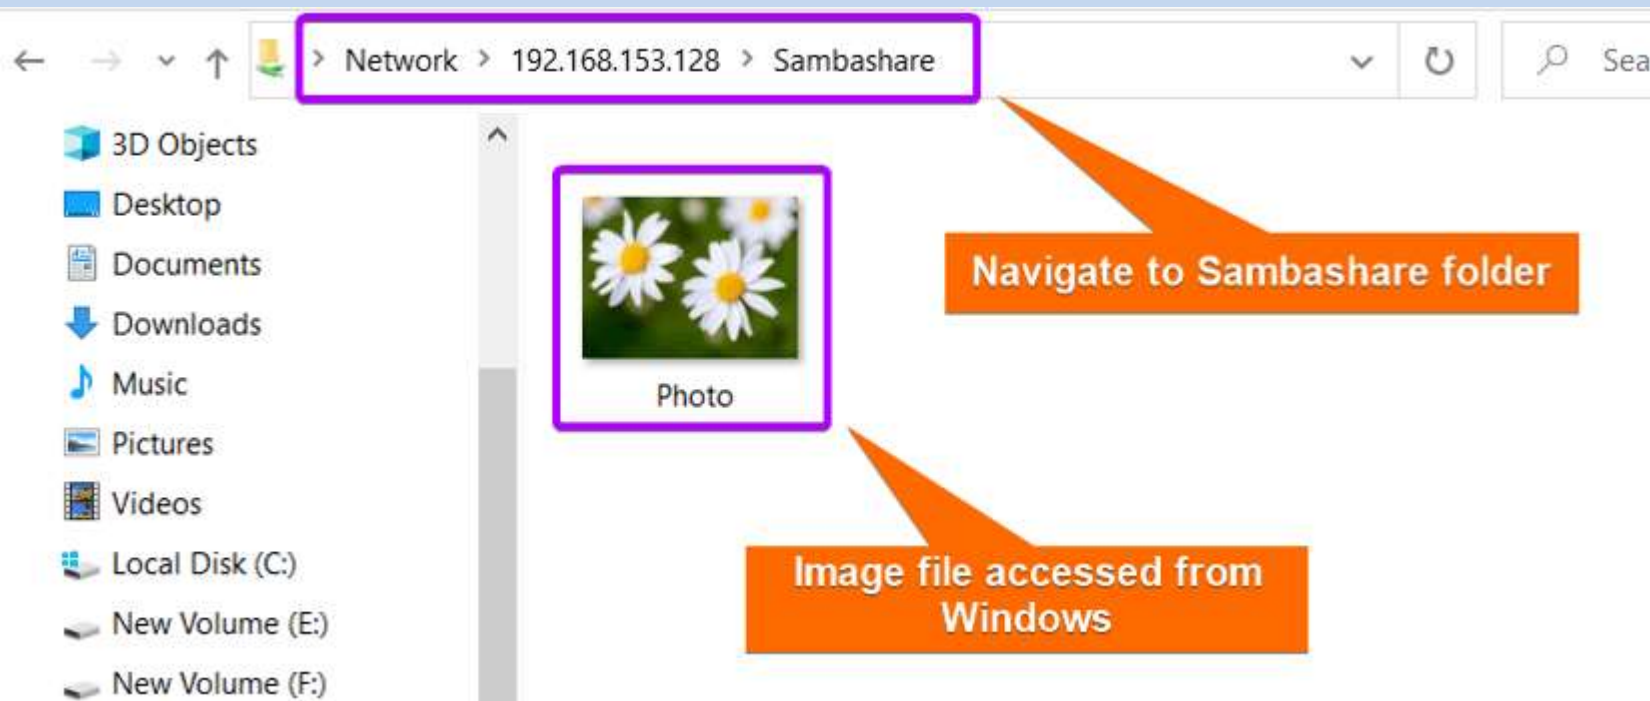 Network > 192.168.153.128 > Sambashare
Sea
3D Objects
Desktop
Documents
Downloads
Music
Pictures
Videos
Local Disk (C:)
New Volume (E:)
New Volume (F:)
Photo
Navigate to Sambashare folder
Image file accessed from
Windows